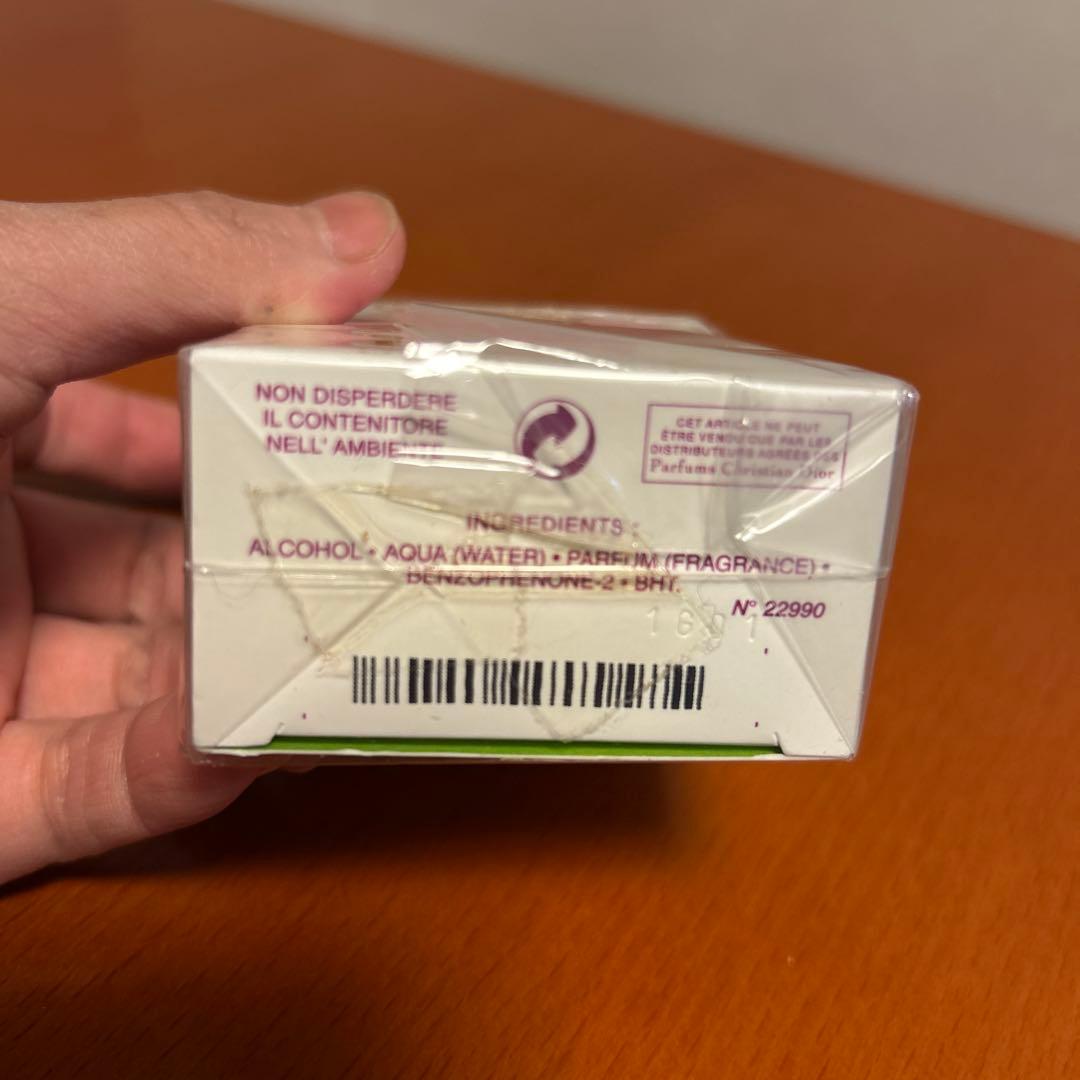 NON DISPERDERE
IL CONTENITORE
NELL' AMBIENTE
CET ARTICLE NE PEUT
ÊTRE VENDU QUE PAR LES
DISTRIBUTEURS AGRÉÉS DES
Parfums Christian Dior
INGREDIENTS :
ALCOHOL • AQUA (WATER) • PARFUM (FRAGRANCE) •
BENZOPHENONE-2 • BHT.
N° 22990